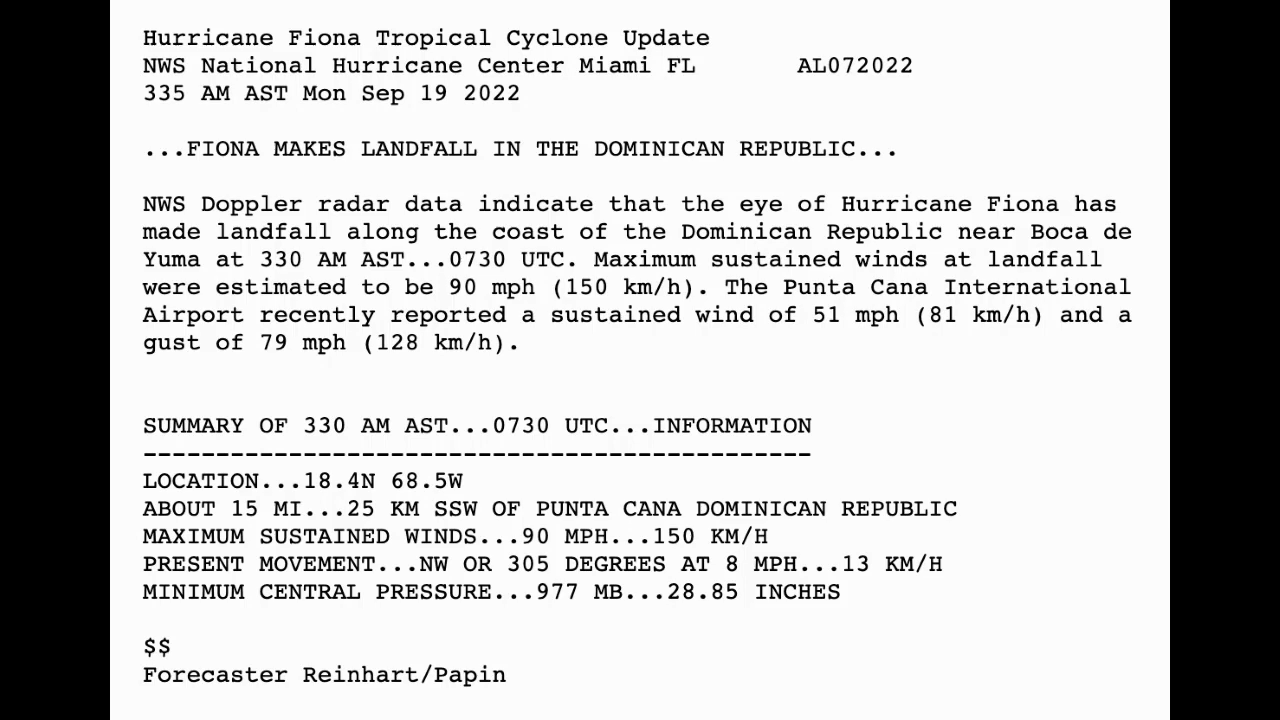 Hurricane Fiona Tropical Cyclone Update
NWS National Hurricane Center Miami FL       AL072022
335 AM AST Mon Sep 19 2022
...FIONA MAKES LANDFALL IN THE DOMINICAN REPUBLIC...
NWS Doppler radar data indicate that the eye of Hurricane Fiona has
made landfall along the coast of the Dominican Republic near Boca de
Yuma at 330 AM AST...0730 UTC. Maximum sustained winds at landfall
were estimated to be 90 mph (150 km/h). The Punta Cana International
Airport recently reported a sustained wind of 51 mph (81 km/h) and a
gust of 79 mph (128 km/h).
SUMMARY OF 330 AM AST...0730 UTC...INFORMATION
----------------------------------------------
LOCATION...18.4N 68.5W
ABOUT 15 MI...25 KM SSW OF PUNTA CANA DOMINICAN REPUBLIC
MAXIMUM SUSTAINED WINDS...90 MPH...150 KM/H
PRESENT MOVEMENT...NW OR 305 DEGREES AT 8 MPH...13 KM/H
MINIMUM CENTRAL PRESSURE...977 MB...28.85 INCHES
$$
Forecaster Reinhart/Papin